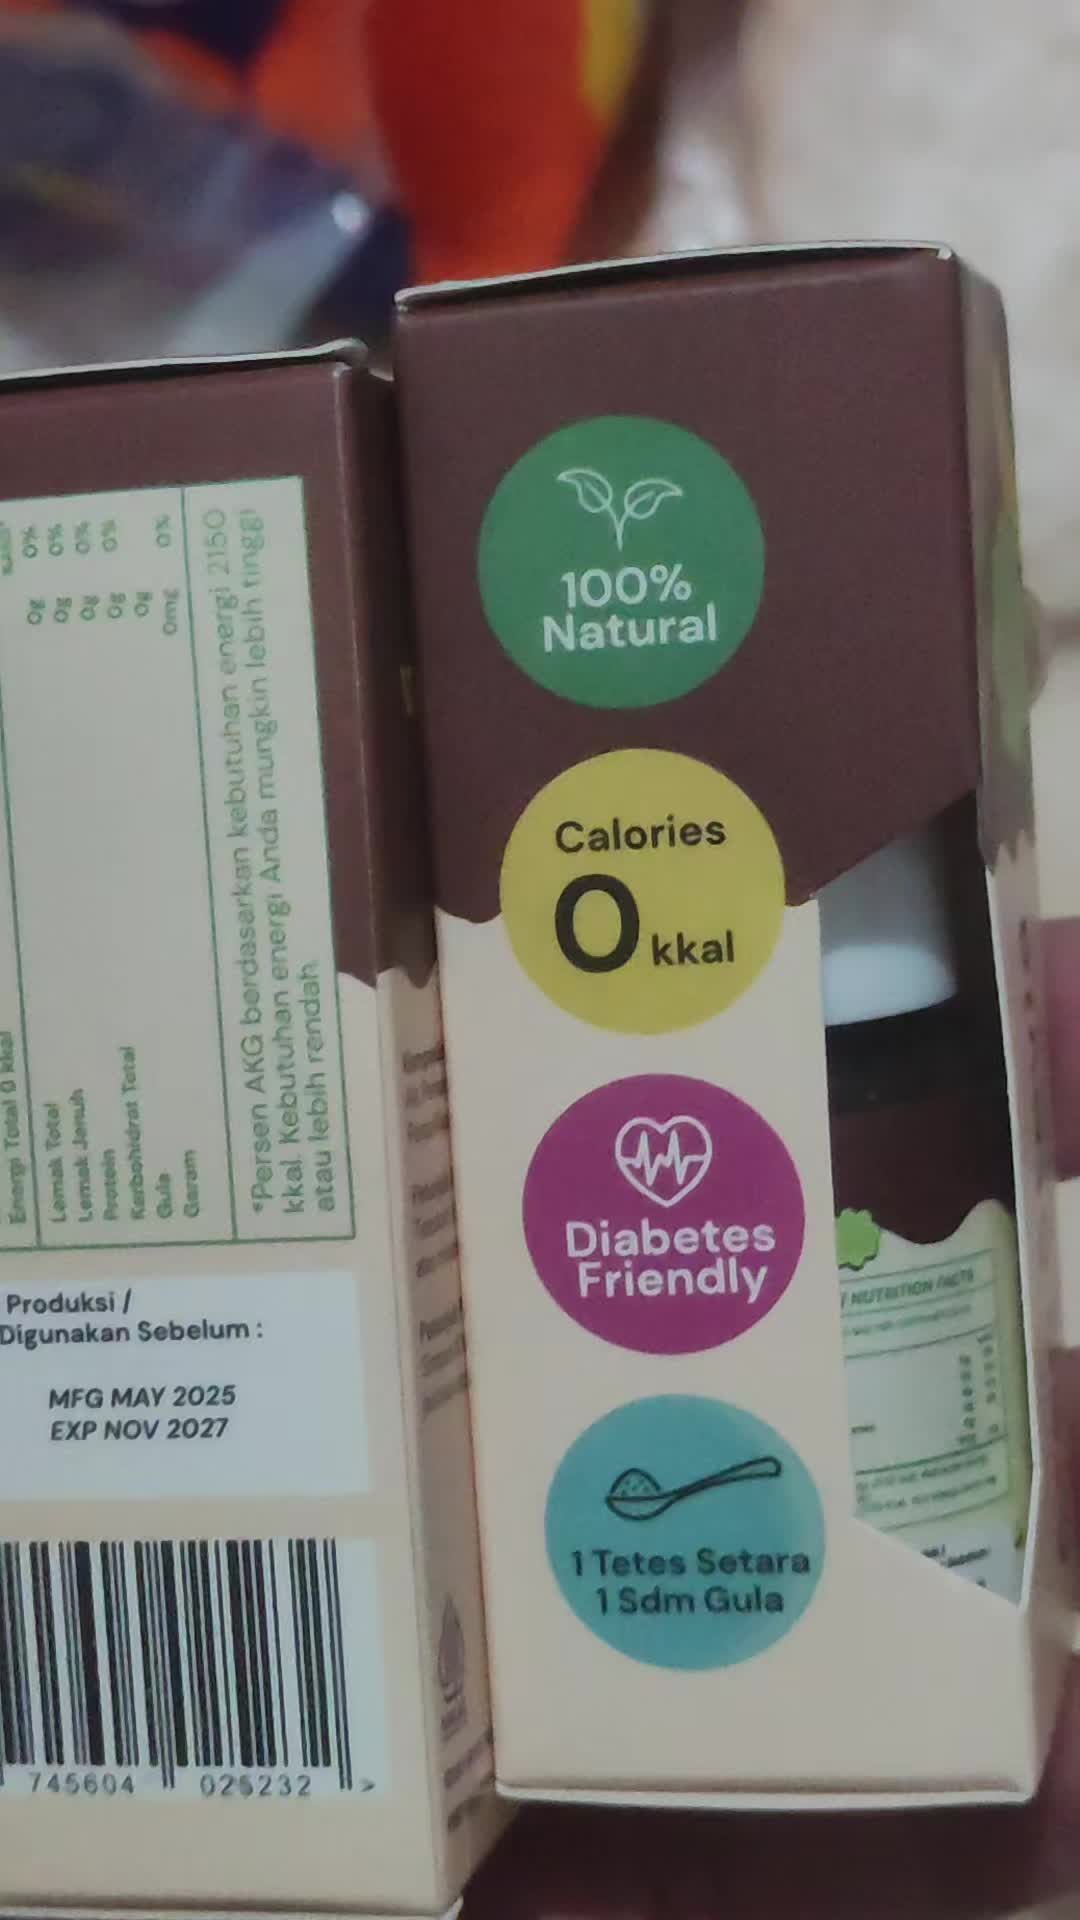 0g 0%
0g 0%
0g 0%
0g 0%
0g
0mg 0%
Energi Total 0 kkal
Lemak Total
Lemak Jenuh
Protein
Karbohidrat Total
Gula
Garam
*Persen AKG berdasarkan kebutuhan energi 2150
kkal. Kebutuhan energi Anda mungkin lebih tinggi
atau lebih rendah.
Produksi /
Digunakan Sebelum :
MFG MAY 2025
EXP NOV 2027
745604 026232 >
100%
Natural
Calories
0 kkal
Diabetes
Friendly
1 Tetes Setara
1 Sdm Gula
NUTRITION FACTS